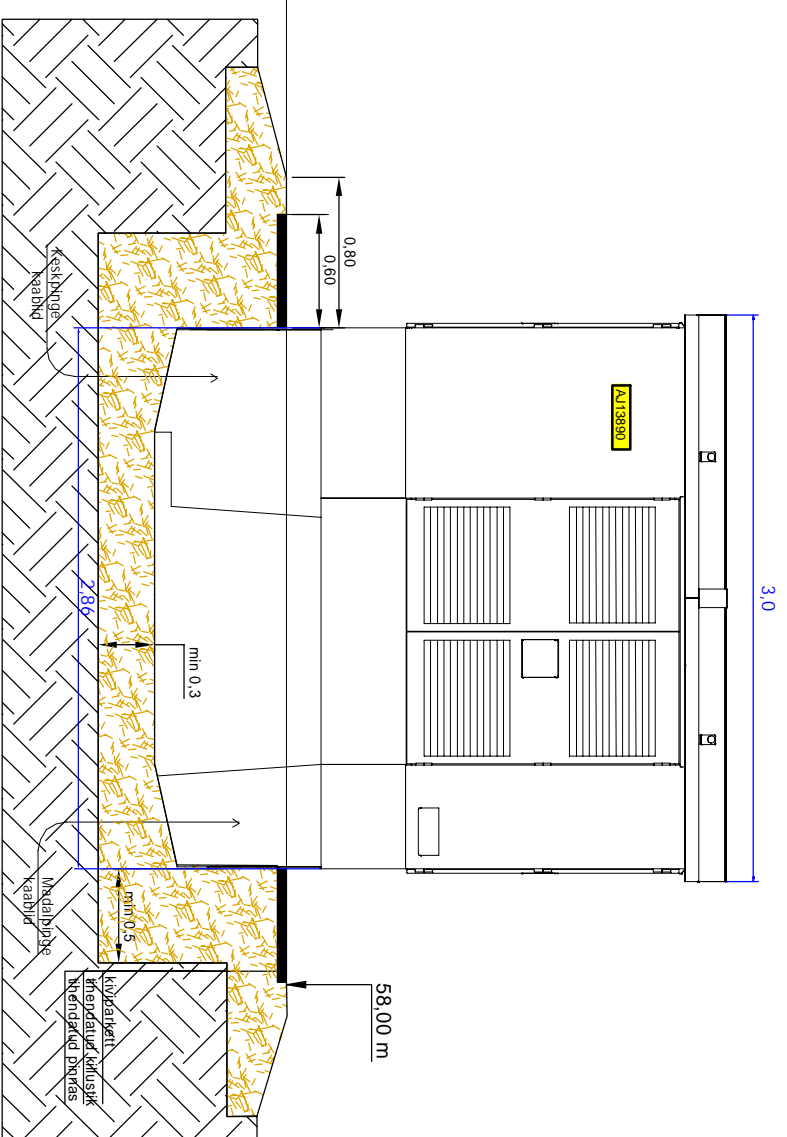 3,0
AJ13890
0,80
0,60
58,00 m
min 0,3
2,86
min 0,5
Keskpinge
kaablid
Madalpinge
kaablid
kiviparkett
tihendatud killustik
tihendatud pinnas